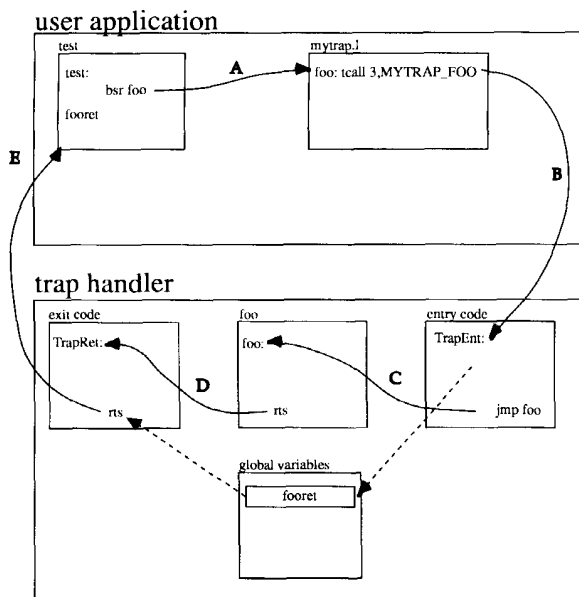 user application
test
test:
bsr foo
fooret
A
mytrap.l
foo: tcall 3,MYTRAP_FOO
E
B
trap handler
exit code
TrapRet:
rts
D
foo
foo:
rts
C
entry code
TrapEnt:
jmp foo
global variables
fooret